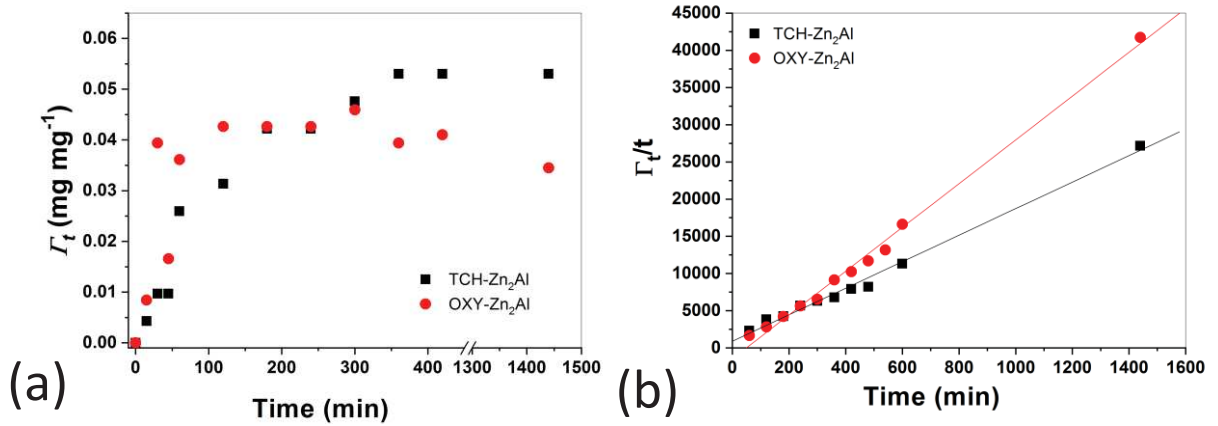 0.06
0.05
0.04
0.03
0.02
0.01
0.00
Γt (mg mg-1)
TCH-Zn2Al
OXY-Zn2Al
0 100 200 300 400 1300 1400 1500
Time (min)
(a)
45000
40000
35000
30000
25000
20000
15000
10000
5000
0
Γt/t
TCH-Zn2Al
OXY-Zn2Al
0 200 400 600 800 1000 1200 1400 1600
Time (min)
(b)